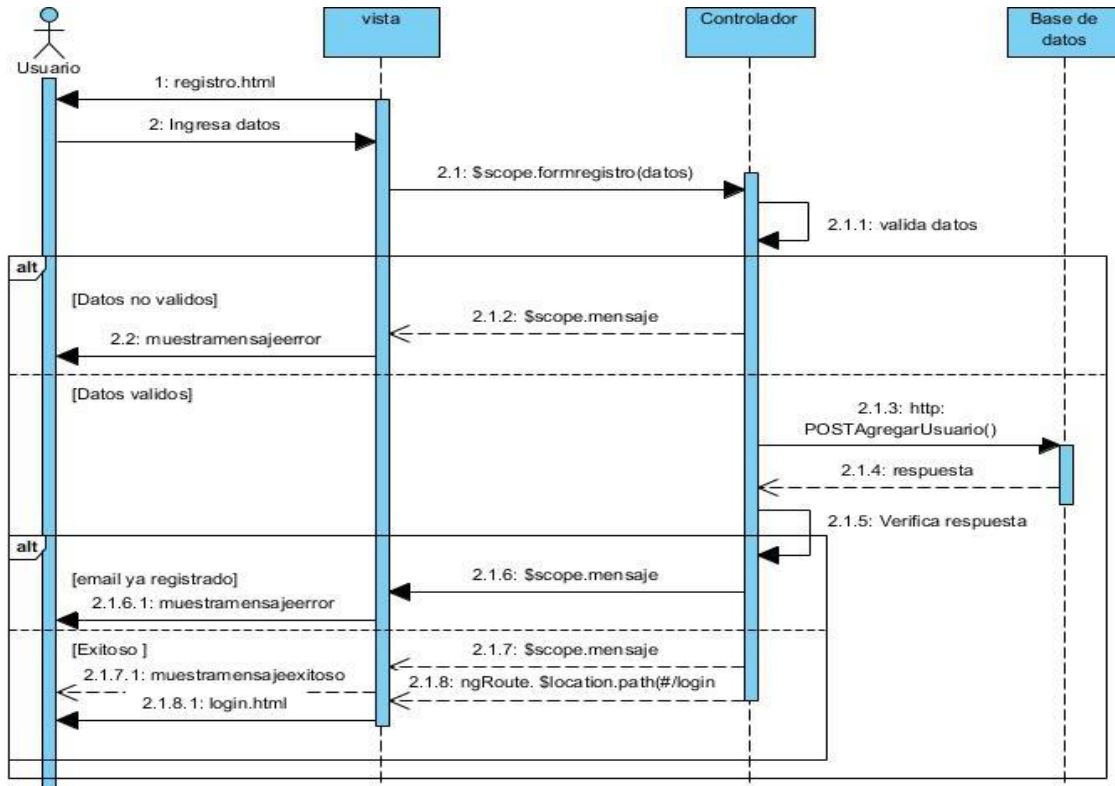 Usuario
vista
Controlador
Base de
datos
1: registro.html
2: Ingresa datos
2.1: $scope.formregistro(datos)
2.1.1: valida datos
alt
[Datos no validos]
2.1.2: $scope.mensaje
2.2: muestramensajeerror
[Datos validos]
2.1.3: http:
POSTAgregarUsuario()
2.1.4: respuesta
2.1.5: Verifica respuesta
alt
[email ya registrado]
2.1.6: $scope.mensaje
2.1.6.1: muestramensajeerror
[Exitoso ]
2.1.7: $scope.mensaje
2.1.7.1: muestramensajeexitoso
2.1.8: ngRoute. $location.path(#/login
2.1.8.1: login.html